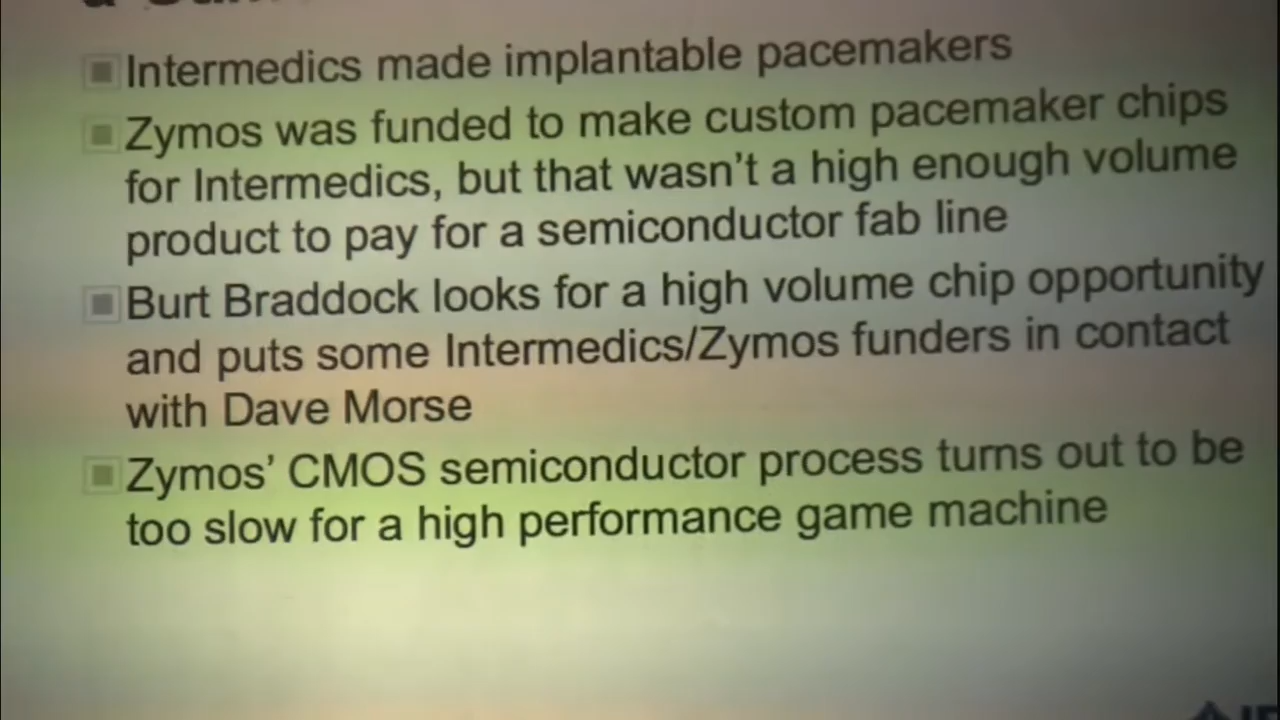 Intermedics made implantable pacemakers
Zymos was funded to make custom pacemaker chips
for Intermedics, but that wasn't a high enough volume
product to pay for a semiconductor fab line
Burt Braddock looks for a high volume chip opportunity
and puts some Intermedics/Zymos funders in contact
with Dave Morse
Zymos' CMOS semiconductor process turns out to be
too slow for a high performance game machine